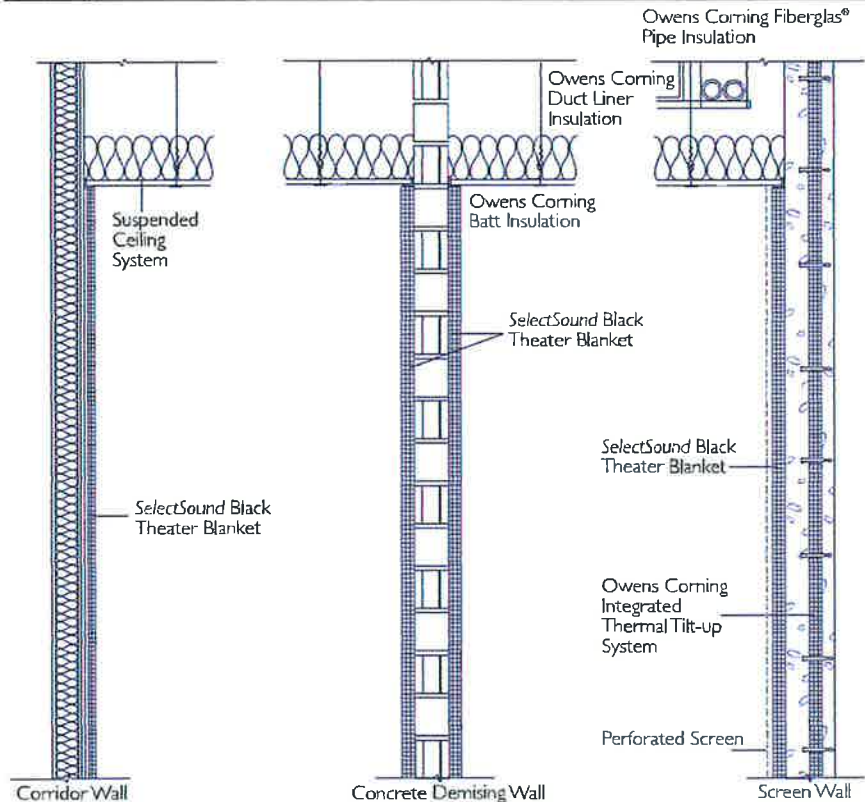 Owens Corning Fiberglas®
Pipe Insulation
Owens Corning
Duct Liner
Insulation
Suspended
Ceiling
System
Owens Corning
Batt Insulation
SelectSound Black
Theater Blanket
SelectSound Black
Theater Blanket
SelectSound Black
Theater Blanket
Owens Corning
Integrated
Thermal Tilt-up
System
Perforated Screen
Corridor Wall
Concrete Demising Wall
Screen Wall